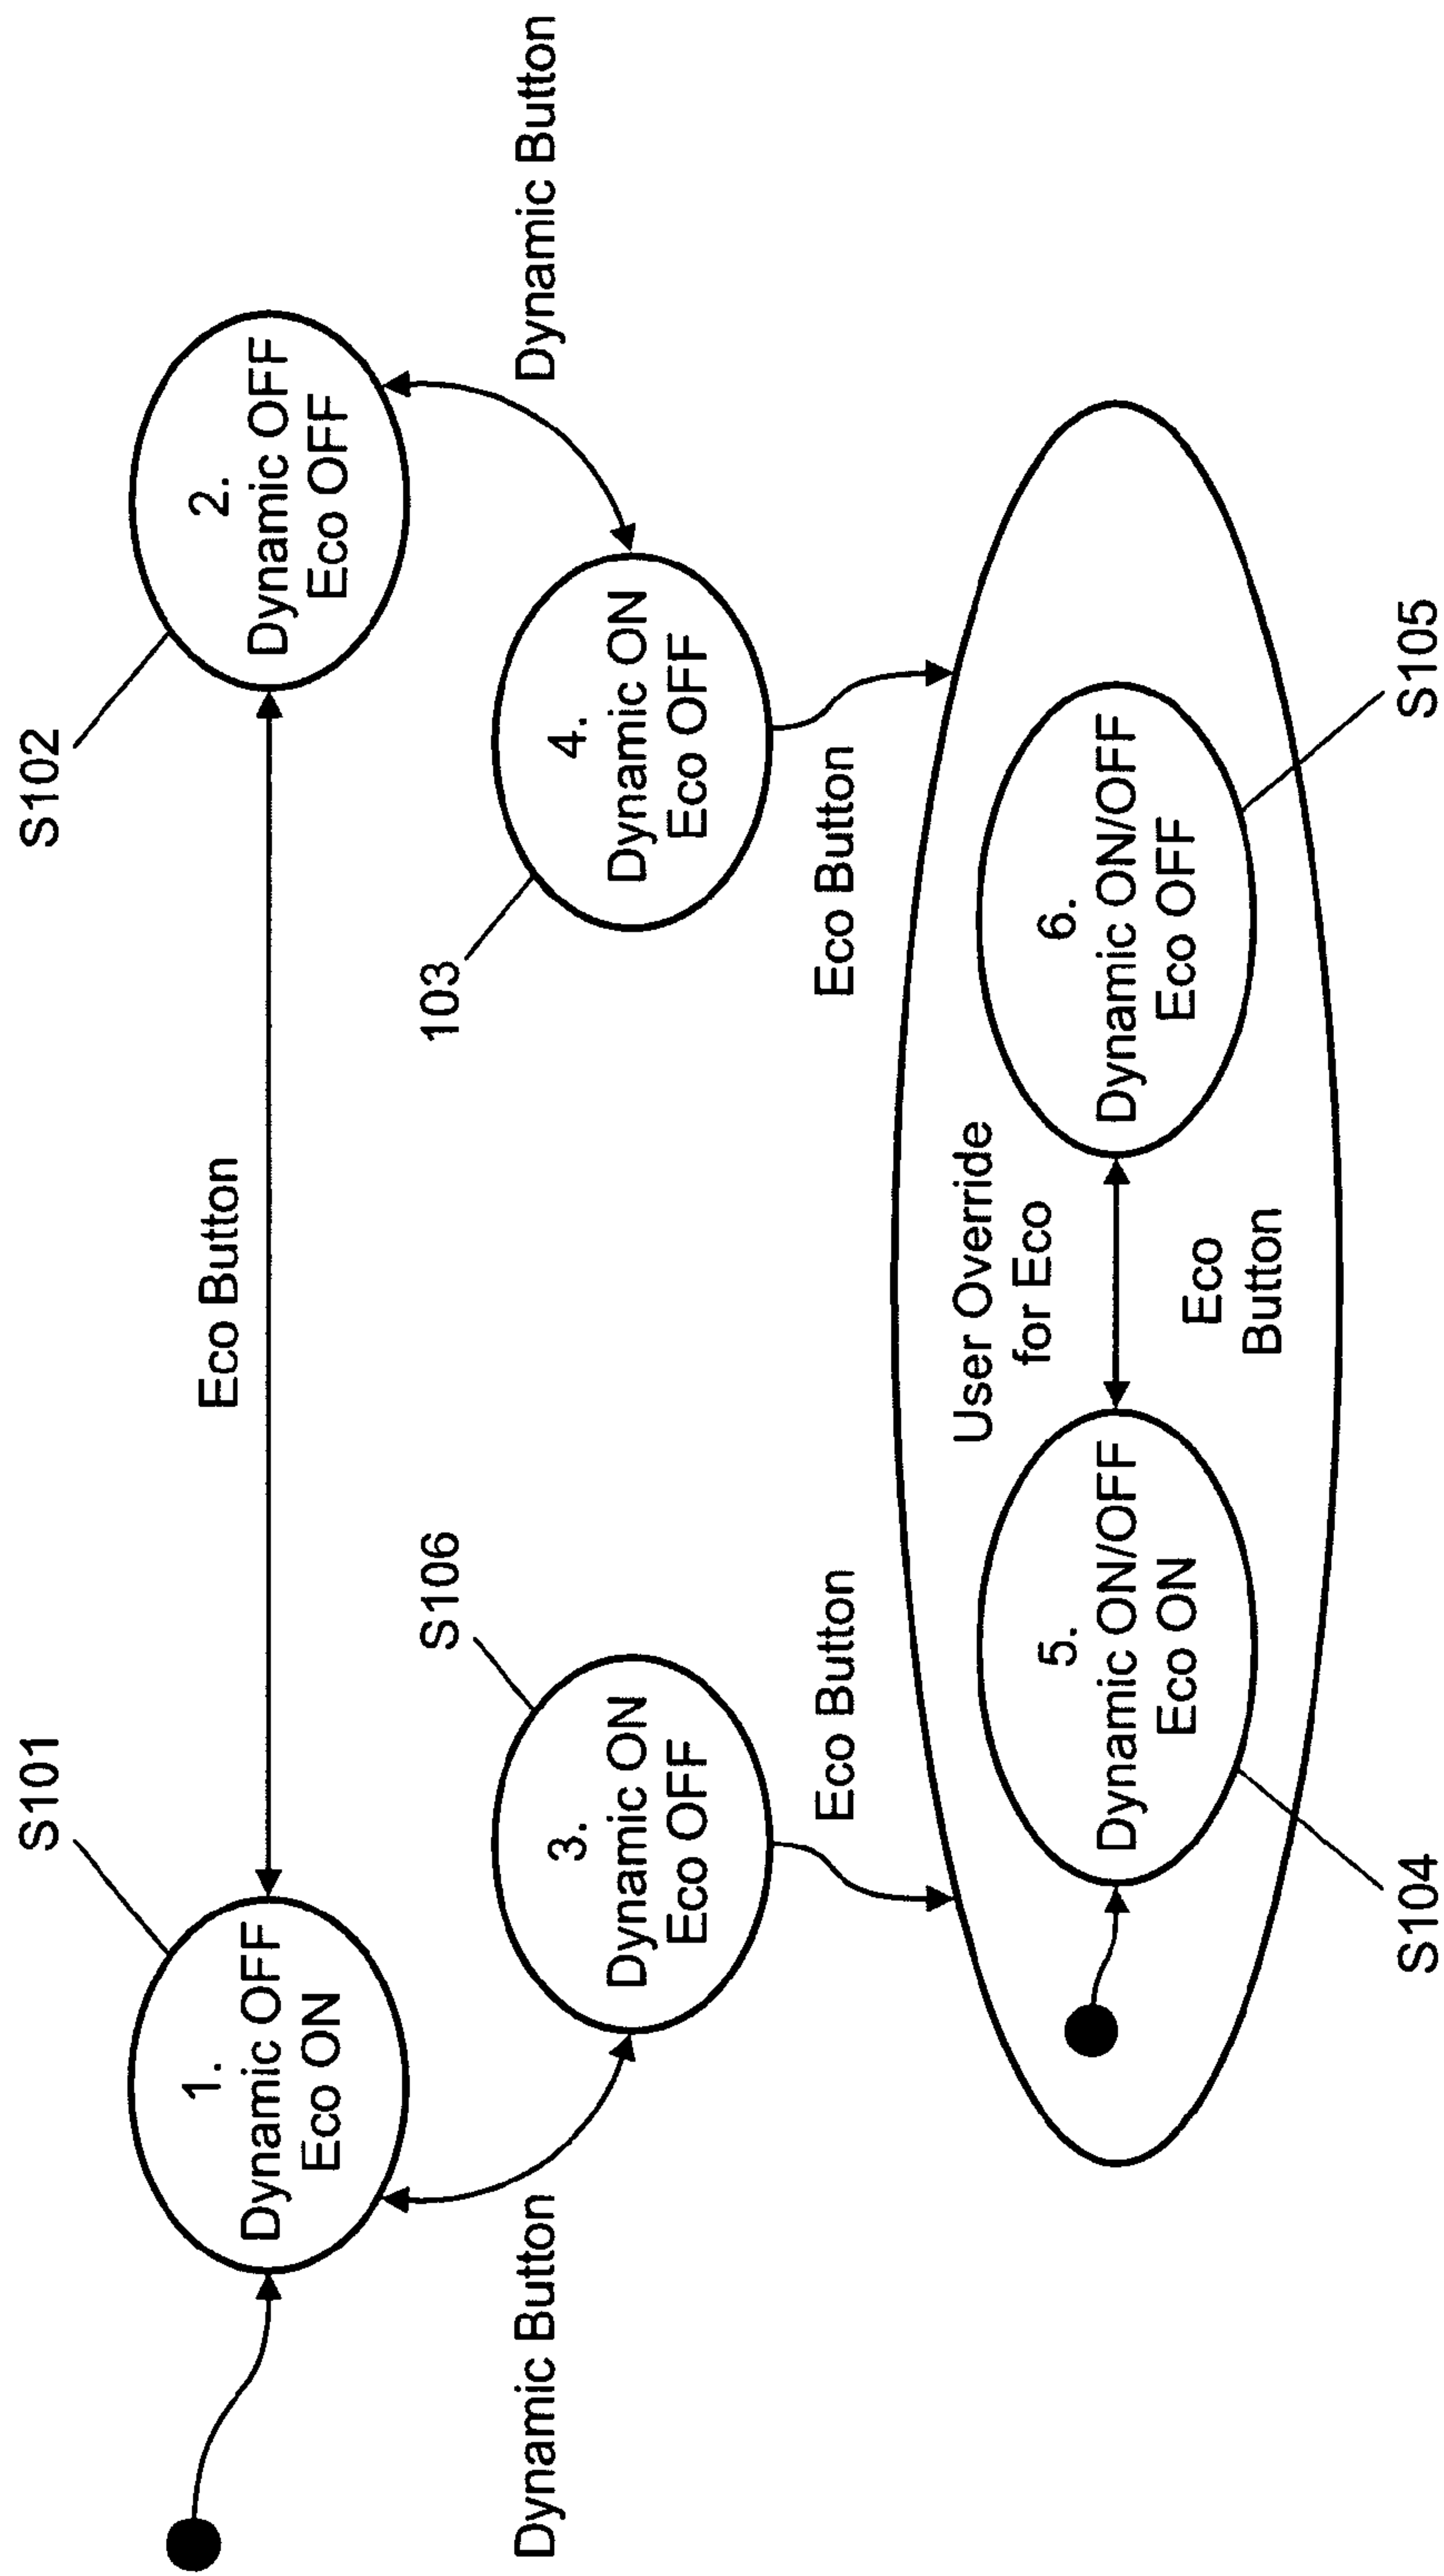 S101
S102
1.
Dynamic OFF
Eco ON
Eco Button
2.
Dynamic OFF
Eco OFF
Dynamic Button
S106
103
Dynamic Button
3.
Dynamic ON
Eco OFF
4.
Dynamic ON
Eco OFF
Eco Button
Eco Button
User Override
for Eco
5.
Dynamic ON/OFF
Eco ON
Eco
Button
6.
Dynamic ON/OFF
Eco OFF
S104
S105